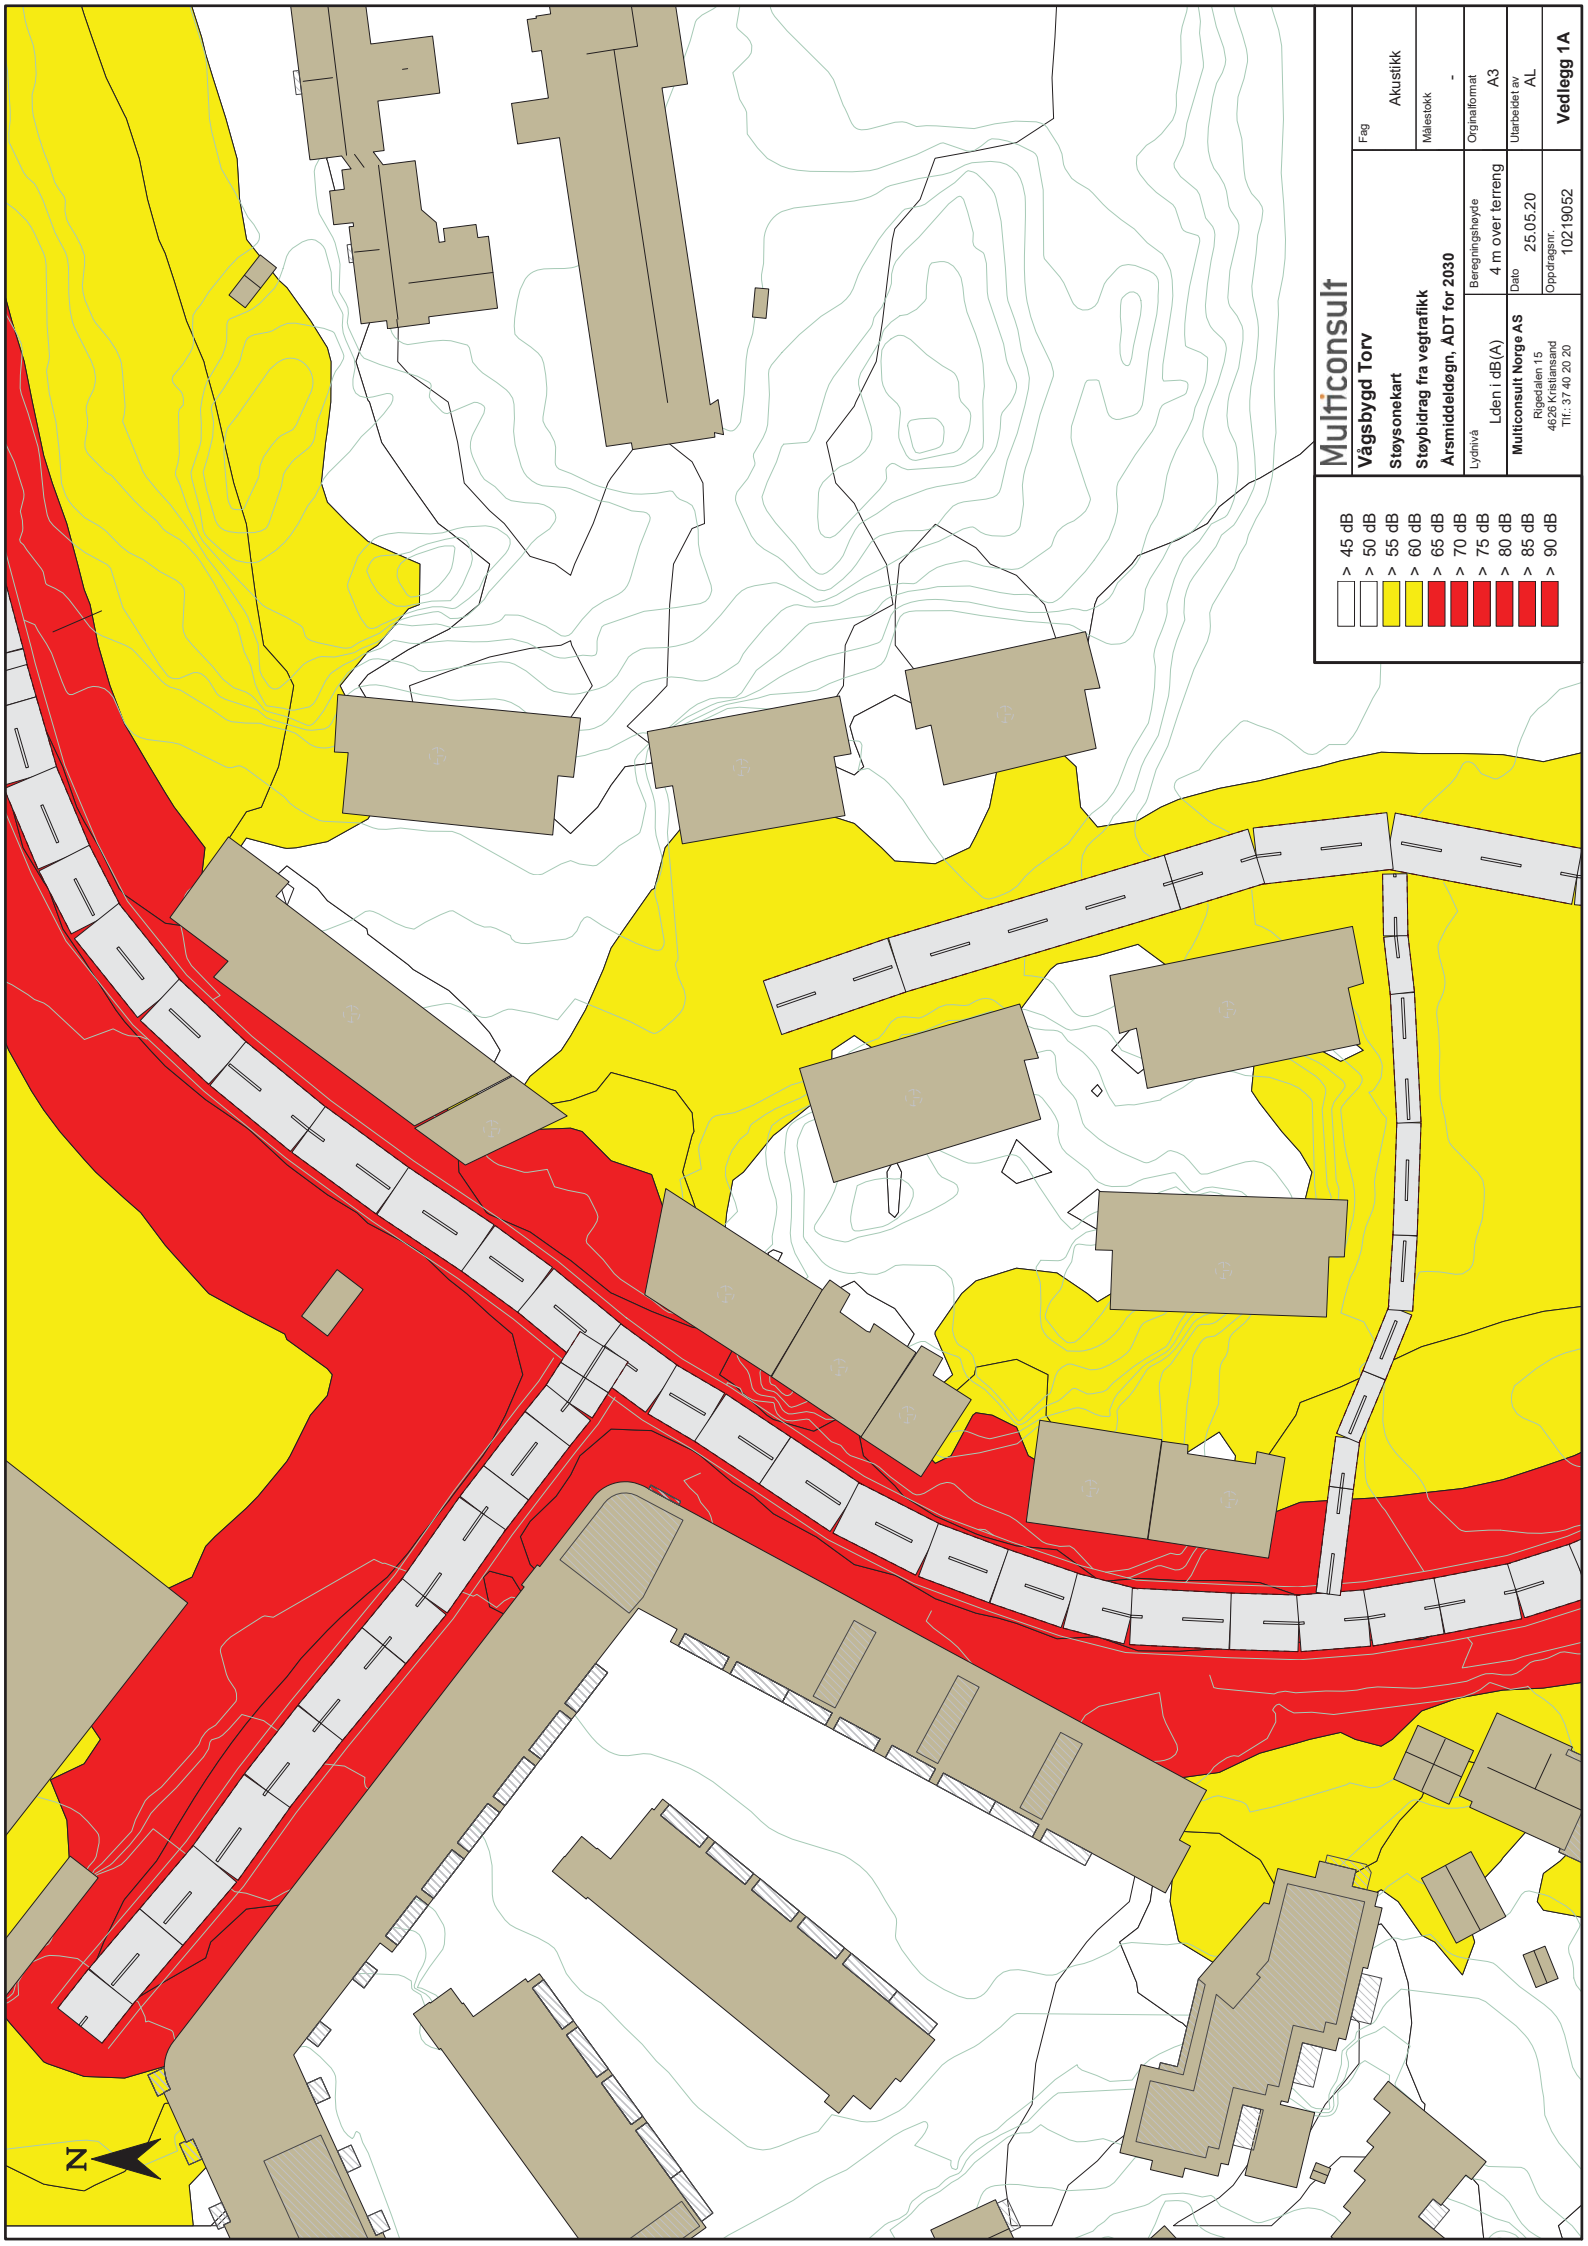 N
> 45 dB
> 50 dB
> 55 dB
> 60 dB
> 65 dB
> 70 dB
> 75 dB
> 80 dB
> 85 dB
> 90 dB
Multiconsult
Vågsbygd Torv
Støysonekart
Støybidrag fra vegtrafikk
Årsmiddeldøgn, ÅDT for 2030
Fag
Akustikk
Målestokk
-
Lydnivå
Lden i dB(A)
Beregningshøyde
4 m over terreng
Orginalformat
A3
Multiconsult Norge AS
Rigedalen 15
4626 Kristiansand
Tlf.: 37 40 20 20
Dato
25.05.20
Utarbeidet av
AL
Oppdragsnr.
10219052
Vedlegg 1A